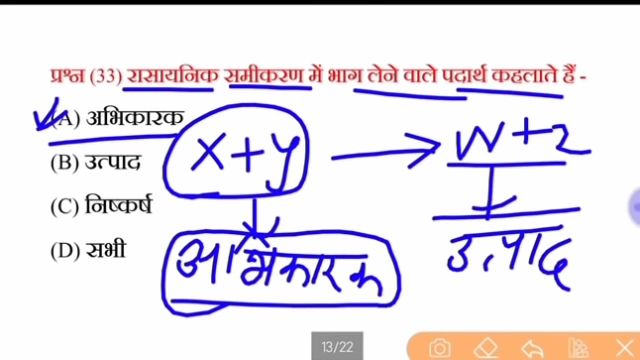 प्रश्न (33) रासायनिक समीकरण में भाग लेने वाले पदार्थ कहलाते हैं -
(A) अभिकारक
(B) उत्पाद
(C) निष्कर्ष
(D) सभी
x + y → w + z
अभिकारक
उत्पाद
13/22